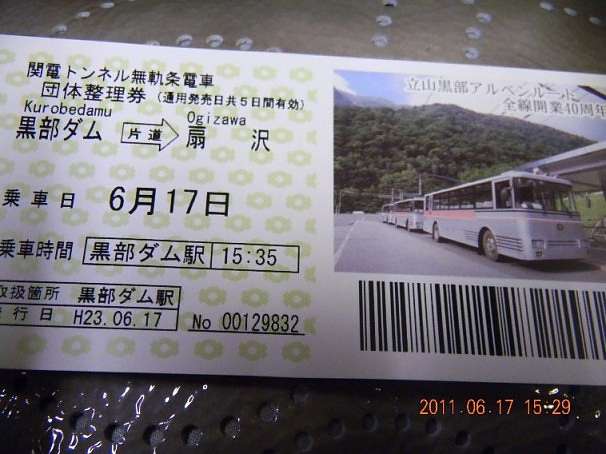 関電トンネル無軌条電車
団体整理券 (通用発売日共5日間有効)
Kurobedamu Ogizawa
黒部ダム 片道 扇沢
乗車日 6月17日
乗車時間 黒部ダム駅 15:35
取扱箇所 黒部ダム駅
発行日 H23.06.17 No 00129832
立山黒部アルペンルート
全線開業40周年
2011.06.17 15:29